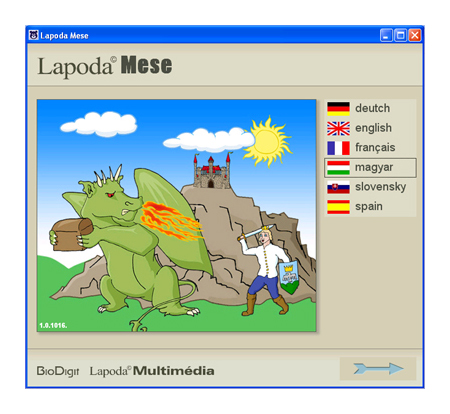 Lapoda Mese
Lapoda© Mese
deutch
english
français
magyar
slovensky
spain
1.0.1016.
BioDigit Lapoda© Multimédia